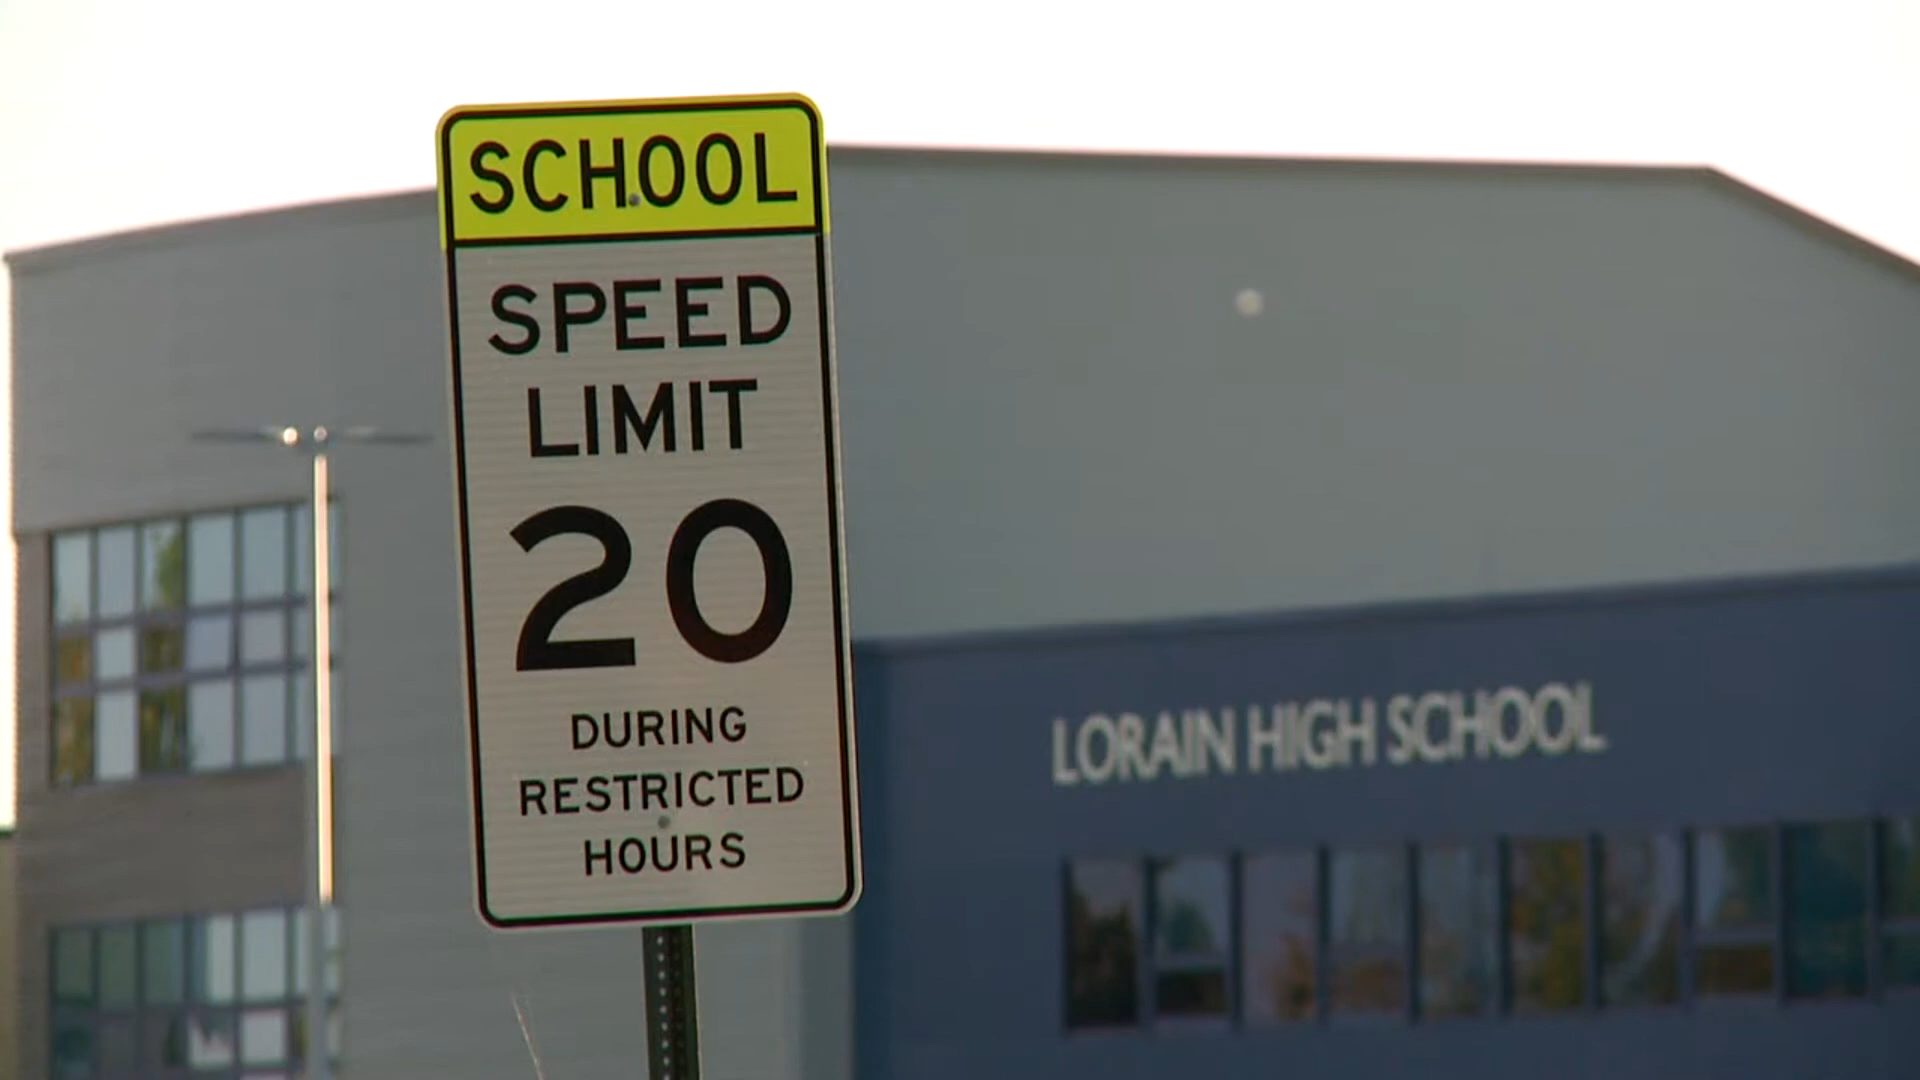 SCHOOL
SPEED
LIMIT
20
DURING
RESTRICTED
HOURS
LORAIN HIGH SCHOOL